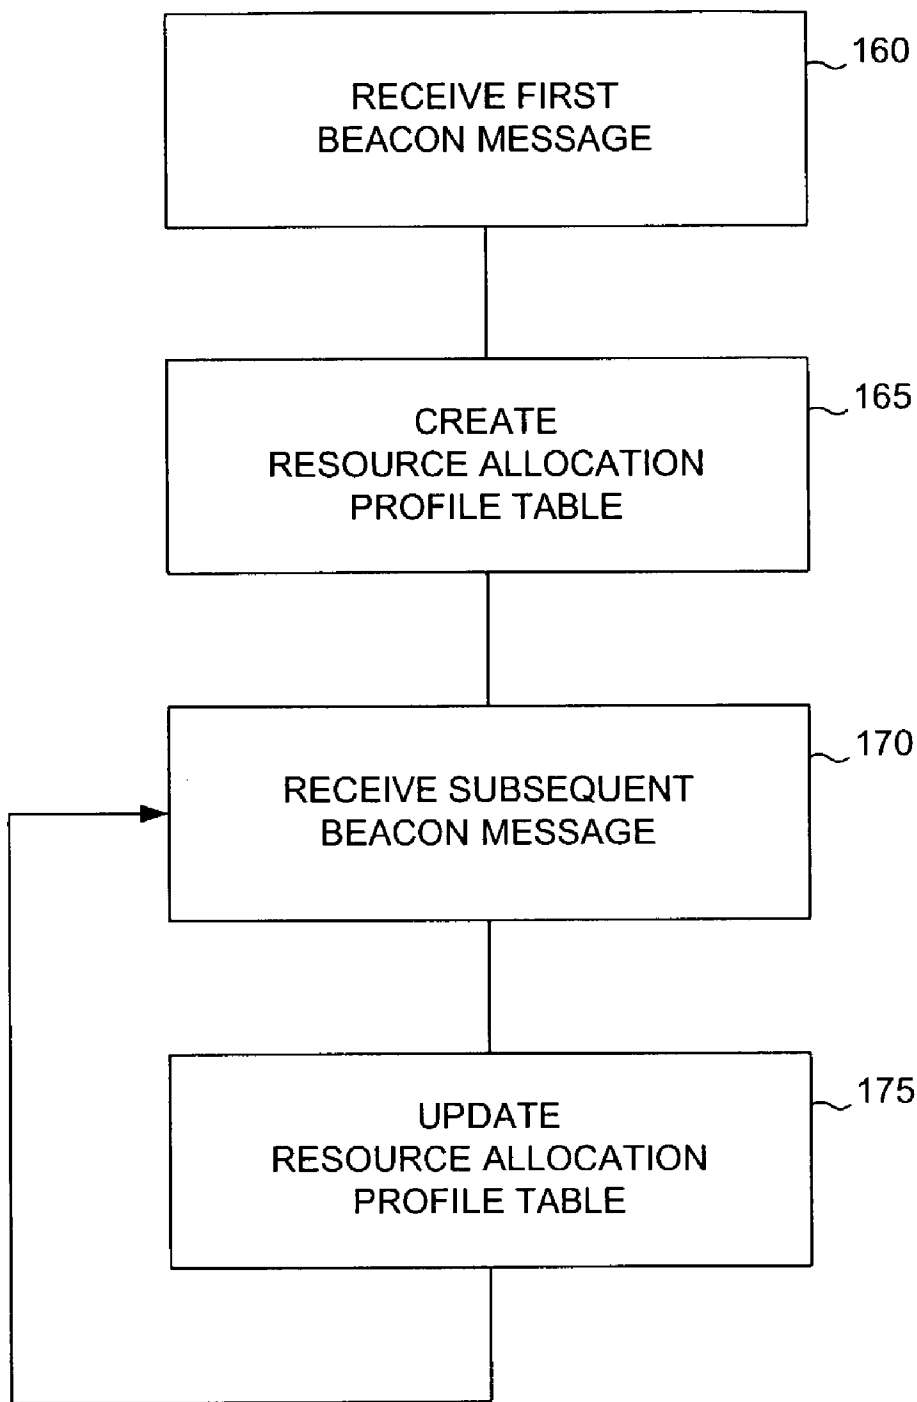 RECEIVE FIRST
BEACON MESSAGE
160
CREATE
RESOURCE ALLOCATION
PROFILE TABLE
165
RECEIVE SUBSEQUENT
BEACON MESSAGE
170
UPDATE
RESOURCE ALLOCATION
PROFILE TABLE
175